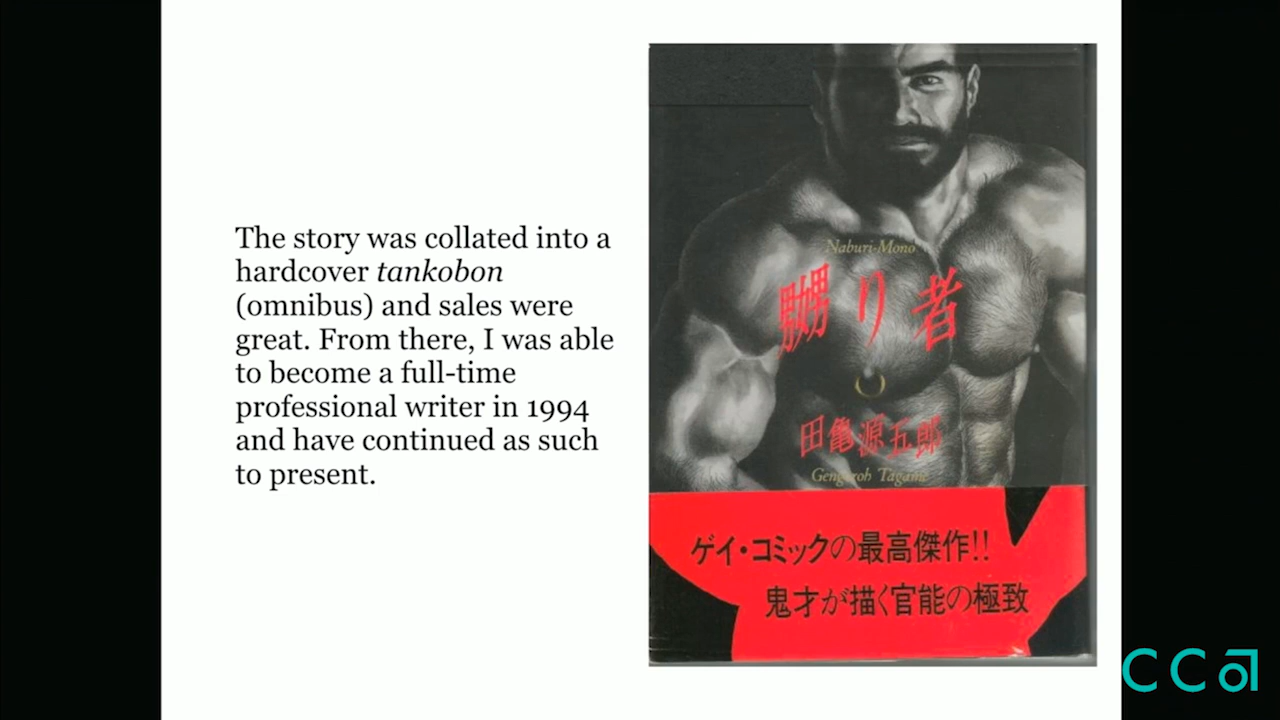 The story was collated into a
hardcover tankobon
(omnibus) and sales were
great. From there, I was able
to become a full-time
professional writer in 1994
and have continued as such
to present.
Naburi-Mono
嬲り者
田亀源五郎
Gengoroh Tagame
ゲイ・コミックの最高傑作!!
鬼才が描く官能の極致
CCa